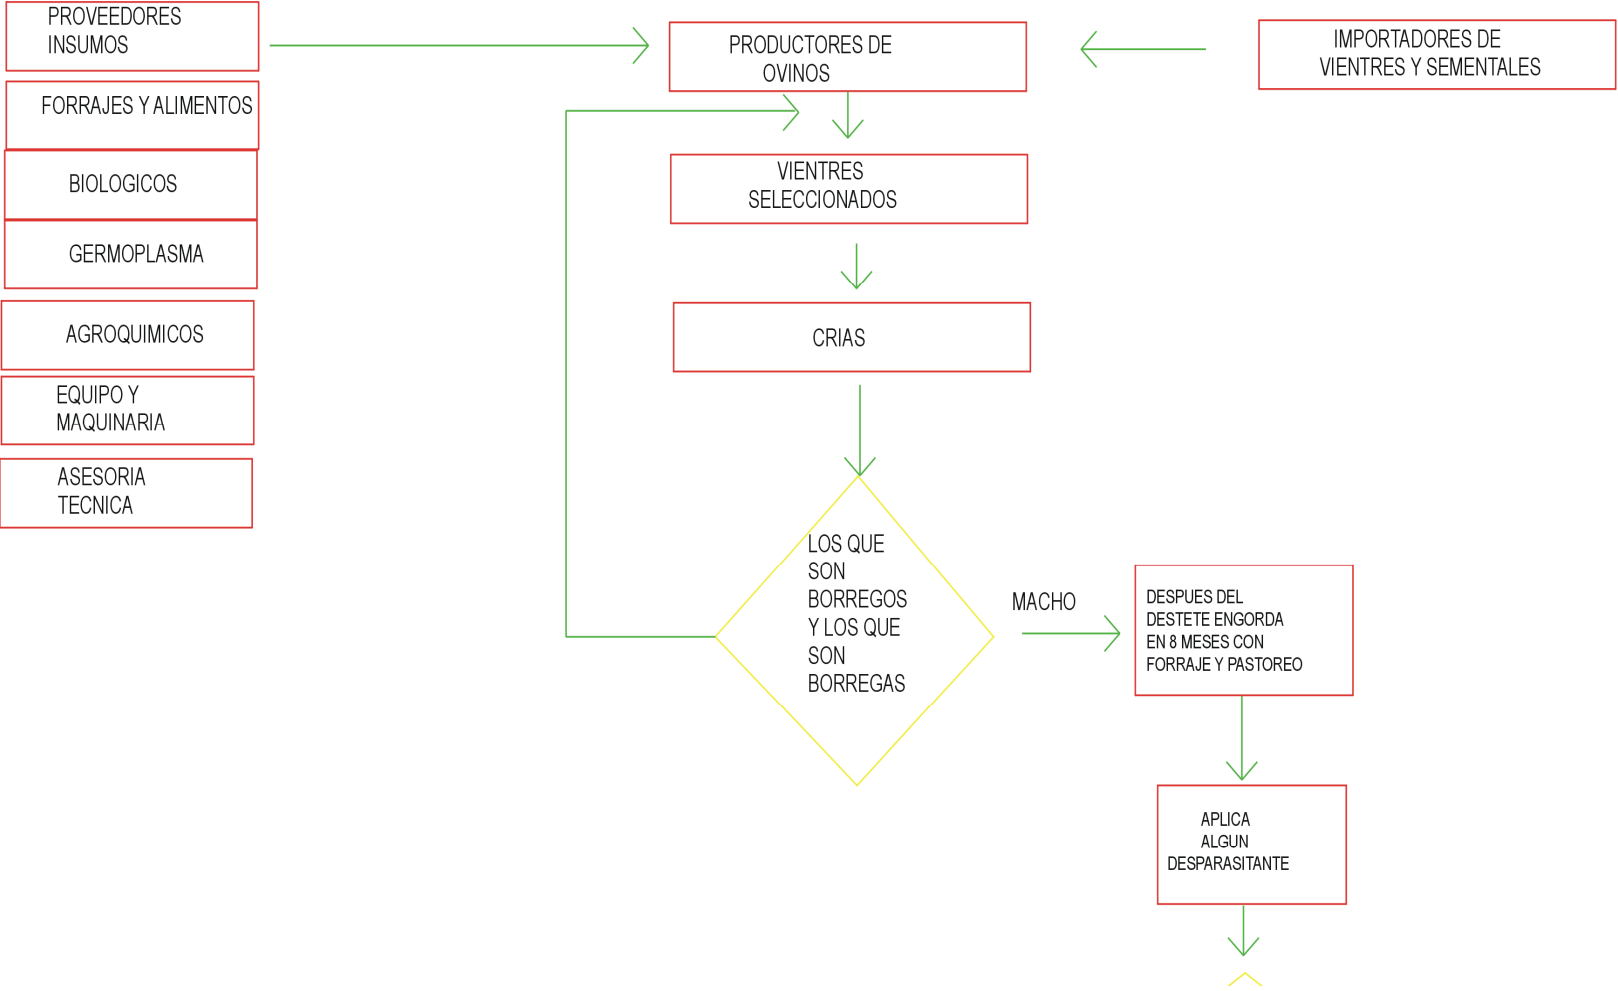 PROVEEDORES
INSUMOS
FORRAJES Y ALIMENTOS
BIOLOGICOS
GERMOPLASMA
AGROQUIMICOS
EQUIPO Y
MAQUINARIA
ASESORIA
TECNICA
PRODUCTORES DE
OVINOS
IMPORTADORES DE
VIENTRES Y SEMENTALES
VIENTRES
SELECCIONADOS
CRIAS
LOS QUE
SON
BORREGOS
Y LOS QUE
SON
BORREGAS
MACHO
DESPUES DEL
DESTETE ENGORDA
EN 8 MESES CON
FORRAJE Y PASTOREO
APLICA
ALGUN
DESPARASITANTE